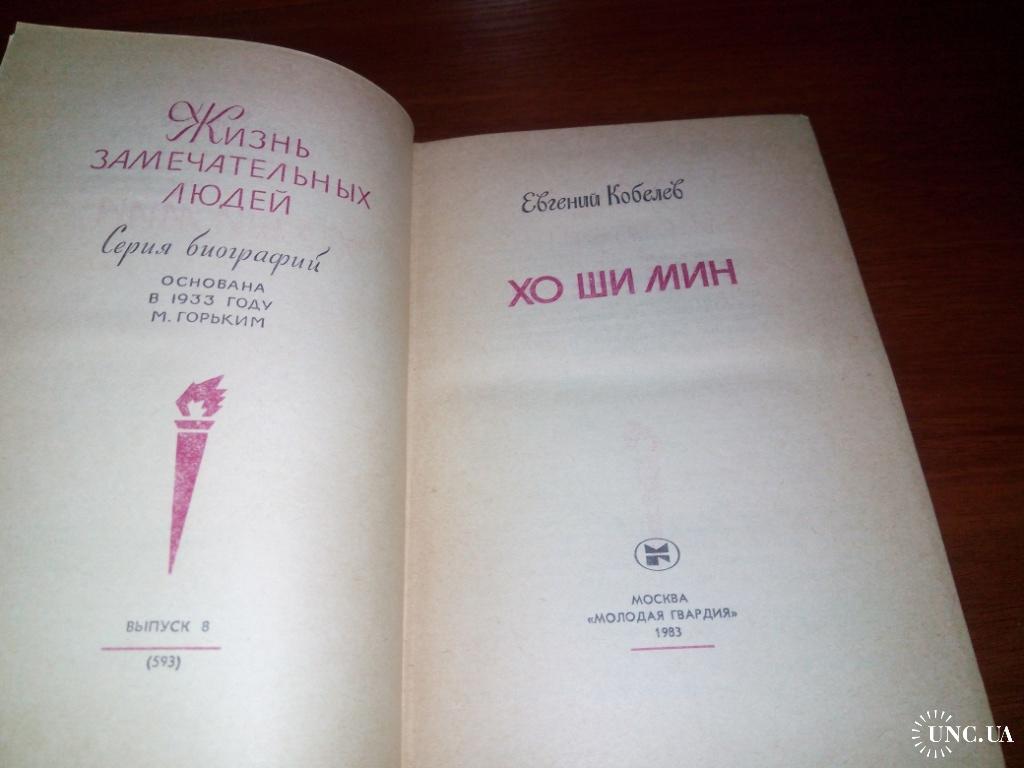 Жизнь
ЗАМЕЧАТЕЛЬНЫХ
ЛЮДЕЙ
Серия биографий
ОСНОВАНА
В 1933 ГОДУ
М. ГОРЬКИМ
ВЫПУСК 8
(593)
Евгений Кобелев
ХО ШИ МИН
МОСКВА
«МОЛОДАЯ ГВАРДИЯ»
1983
UNC.UA